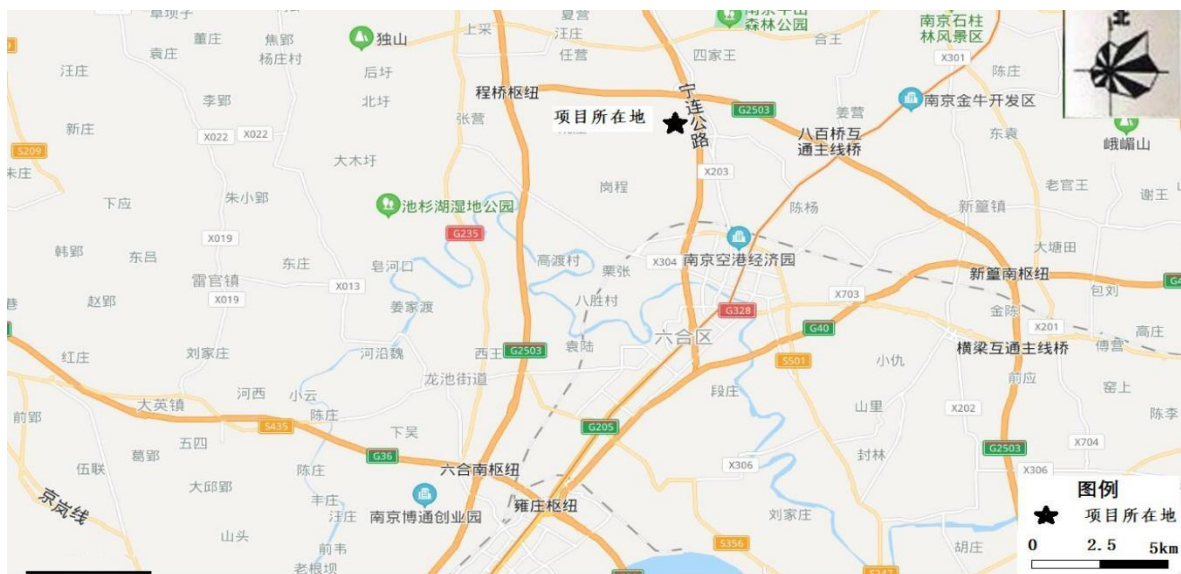 汪庄
董庄
袁庄
焦郢
杨庄村
独山
上采
夏营
汪庄
任营
森林公园
合王
四家王
南京石柱
林风景区
X301
陈庄
北
汪庄
李郢
后圩
北圩
程桥枢纽
项目所在地
宁连公路
G2503
姜营
南京金牛开发区
新庄
X022
X022
张营
八百桥互
通主线桥
东袁
峨嵋山
S209
朱庄
大木圩
X203
下应
朱小郢
池杉湖湿地公园
岗程
陈杨
老官王
谢王
新篁镇
G235
韩郢
东吕
X019
东庄
皂河口
高渡村
栗张
X304
南京空港经济园
大塘田
雷官镇
X013
新篁南枢纽
包刘
巷
赵郢
X019
姜家渡
八胜村
X703
金陈
G328
六合区
G40
X201
高庄
红庄
刘家庄
河沿魏
西王
G2503
袁陆
横梁互通主线桥
傅营
S501
小仇
龙池街道
前应
窑上
段庄
河西
小云
前郢
大英镇
陈庄
山里
X202
陈李
S435
下吴
G205
五四
G2503
X704
葛郢
G36
封林
伍联
陈庄
六合南枢纽
X306
X306
大邱郢
图例
京岚线
丰庄
南京博通创业园
雍庄枢纽
刘家庄
项目所在地
汪庄
山头
前韦
S356
胡庄
0 2.5 5km
老根坝